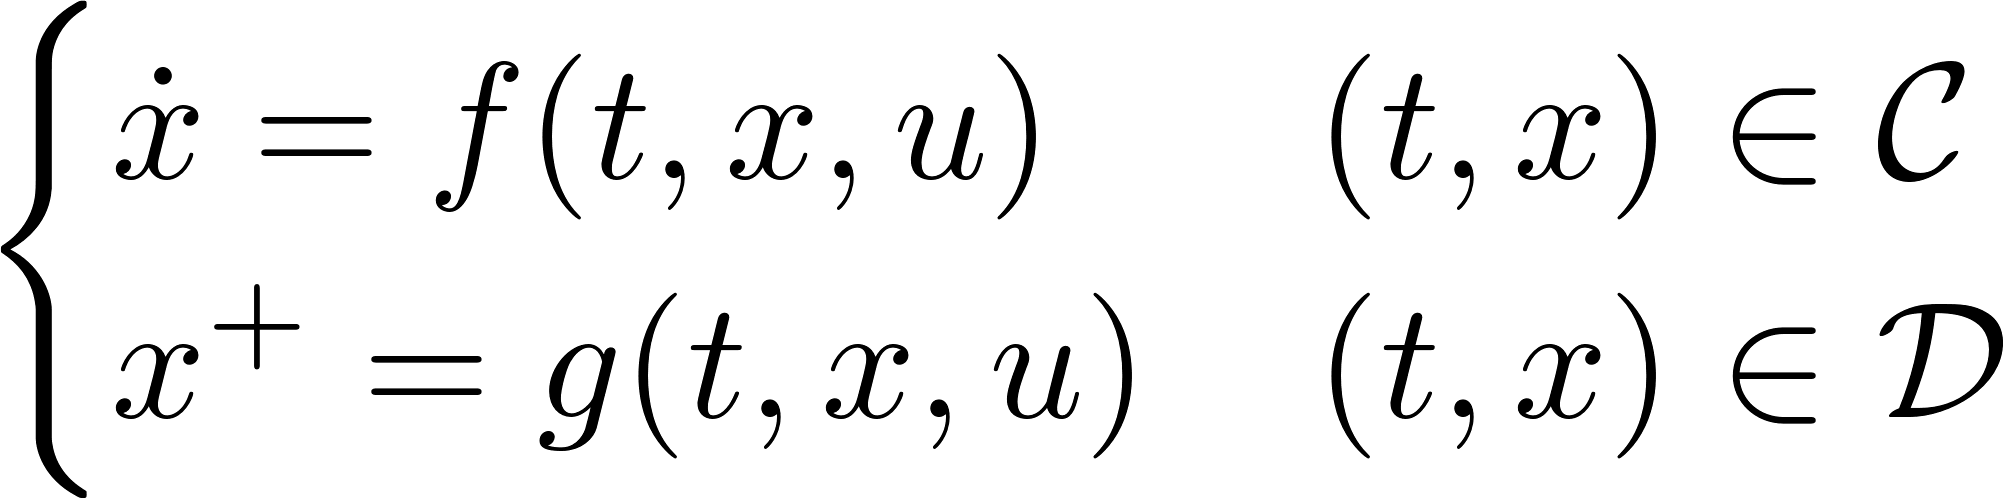 ẋ = f(t, x, u) (t, x) ∈ 𝒞
x⁺ = g(t, x, u) (t, x) ∈ 𝒟